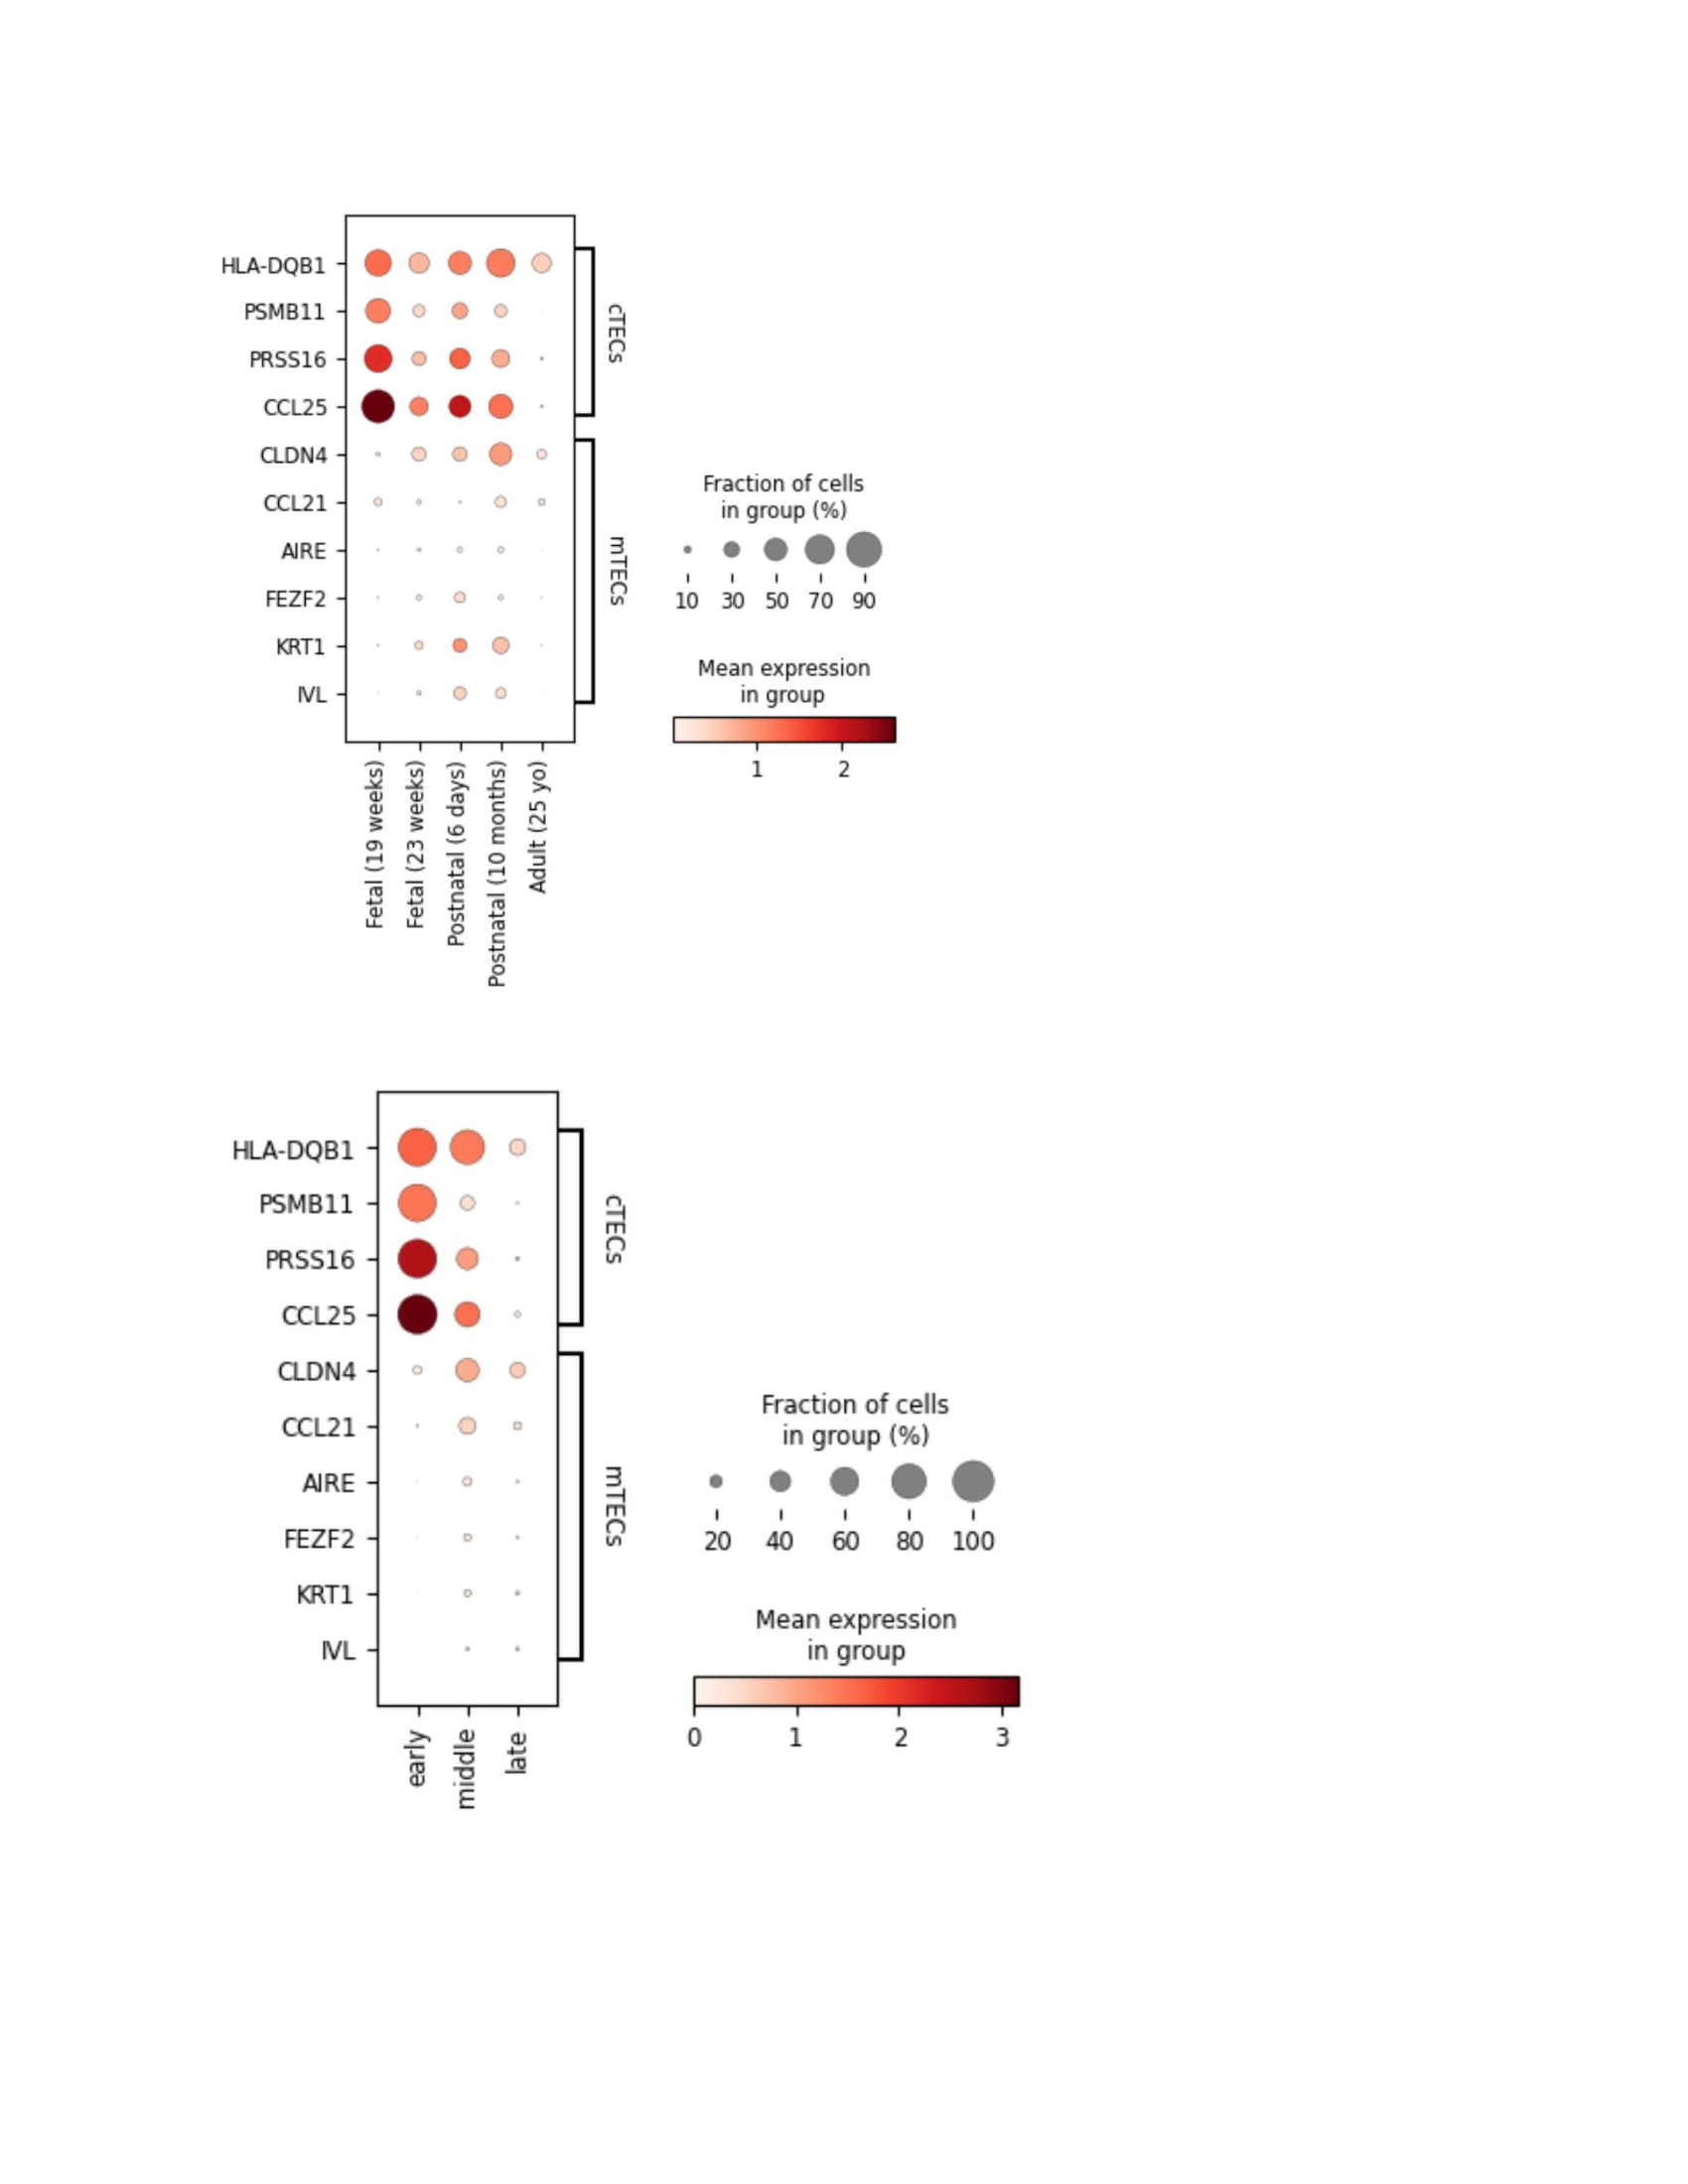 HLA-DQB1
PSMB11
PRSS16
CCL25
CLDN4
CCL21
AIRE
FEZF2
KRT1
IVL
cTECs
mTECs
Fetal (19 weeks)
Fetal (23 weeks)
Postnatal (6 days)
Postnatal (10 months)
Adult (25 yo)
Fraction of cells
in group (%)
10 30 50 70 90
Mean expression
in group
1 2
HLA-DQB1
PSMB11
PRSS16
CCL25
CLDN4
CCL21
AIRE
FEZF2
KRT1
IVL
cTECs
mTECs
early
middle
late
Fraction of cells
in group (%)
20 40 60 80 100
Mean expression
in group
0 1 2 3